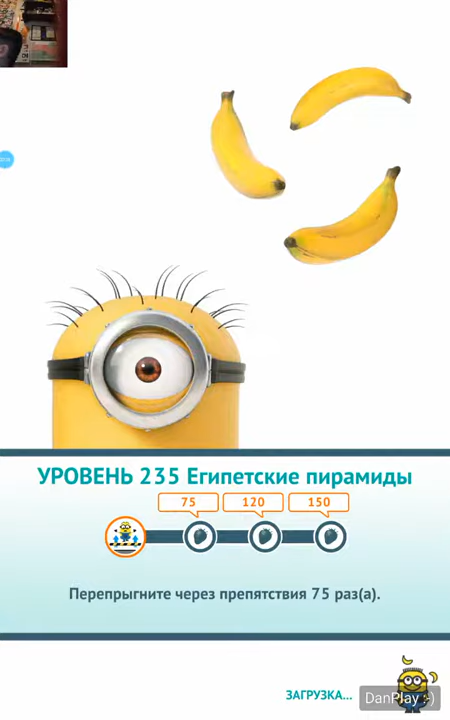 УРОВЕНЬ 235 Египетские пирамиды
75 120 150
Перепрыгните через препятствия 75 раз(а).
ЗАГРУЗКА...
DanPlay :-)